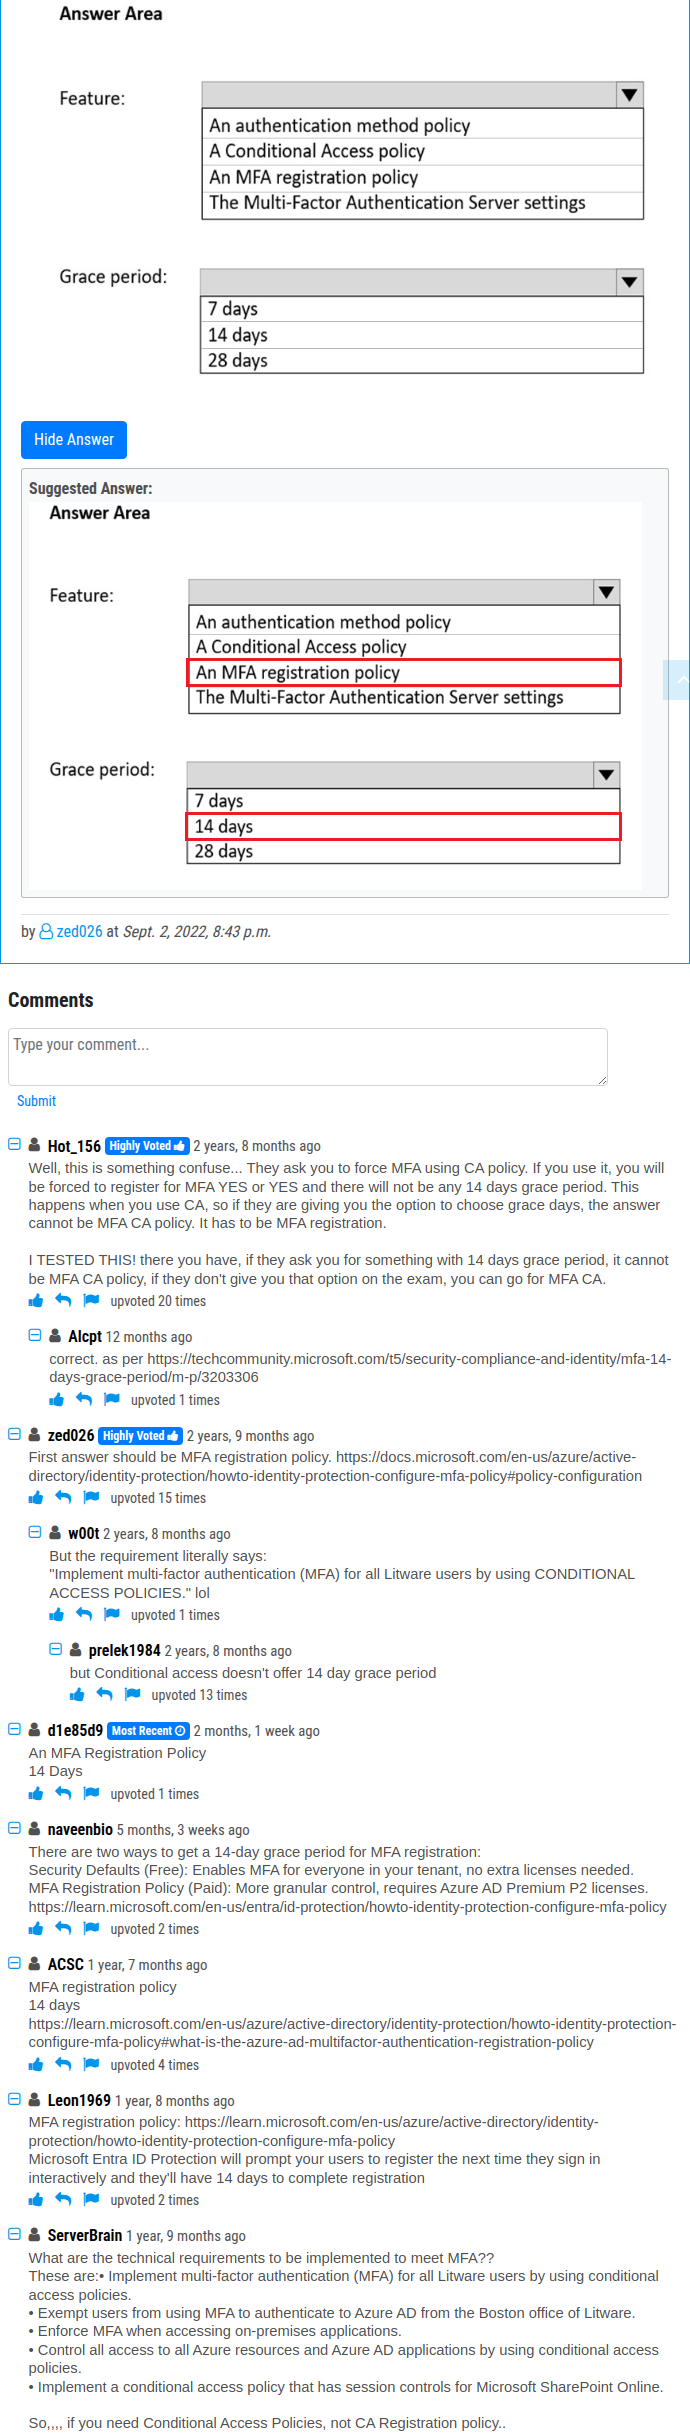 Answer Area
Feature:
An authentication method policy
A Conditional Access policy
An MFA registration policy
The Multi-Factor Authentication Server settings
Grace period:
7 days
14 days
28 days
Hide Answer
Suggested Answer:
Answer Area
Feature:
An authentication method policy
A Conditional Access policy
An MFA registration policy
The Multi-Factor Authentication Server settings
Grace period:
7 days
14 days
28 days
by zed026 at Sept. 2, 2022, 8:43 p.m.
Comments
Type your comment...
Submit
Hot_156 Highly Voted 2 years, 8 months ago
Well, this is something confuse... They ask you to force MFA using CA policy. If you use it, you will
be forced to register for MFA YES or YES and there will not be any 14 days grace period. This
happens when you use CA, so if they are giving you the option to choose grace days, the answer
cannot be MFA CA policy. It has to be MFA registration.
I TESTED THIS! there you have, if they ask you for something with 14 days grace period, it cannot
be MFA CA policy, if they don't give you that option on the exam, you can go for MFA CA.
upvoted 20 times
Alcpt 12 months ago
correct. as per https://techcommunity.microsoft.com/t5/security-compliance-and-identity/mfa-14-
days-grace-period/m-p/3203306
upvoted 1 times
zed026 Highly Voted 2 years, 9 months ago
First answer should be MFA registration policy. https://docs.microsoft.com/en-us/azure/active-
directory/identity-protection/howto-identity-protection-configure-mfa-policy#policy-configuration
upvoted 15 times
w00t 2 years, 8 months ago
But the requirement literally says:
"Implement multi-factor authentication (MFA) for all Litware users by using CONDITIONAL
ACCESS POLICIES." lol
upvoted 1 times
prelek1984 2 years, 8 months ago
but Conditional access doesn't offer 14 day grace period
upvoted 13 times
d1e85d9 Most Recent 2 months, 1 week ago
An MFA Registration Policy
14 Days
upvoted 1 times
naveenbio 5 months, 3 weeks ago
There are two ways to get a 14-day grace period for MFA registration:
Security Defaults (Free): Enables MFA for everyone in your tenant, no extra licenses needed.
MFA Registration Policy (Paid): More granular control, requires Azure AD Premium P2 licenses.
https://learn.microsoft.com/en-us/entra/id-protection/howto-identity-protection-configure-mfa-policy
upvoted 2 times
ACSC 1 year, 7 months ago
MFA registration policy
14 days
https://learn.microsoft.com/en-us/azure/active-directory/identity-protection/howto-identity-protection-
configure-mfa-policy#what-is-the-azure-ad-multifactor-authentication-registration-policy
upvoted 4 times
Leon1969 1 year, 8 months ago
MFA registration policy: https://learn.microsoft.com/en-us/azure/active-directory/identity-
protection/howto-identity-protection-configure-mfa-policy
Microsoft Entra ID Protection will prompt your users to register the next time they sign in
interactively and they'll have 14 days to complete registration
upvoted 2 times
ServerBrain 1 year, 9 months ago
What are the technical requirements to be implemented to meet MFA??
These are:• Implement multi-factor authentication (MFA) for all Litware users by using conditional
access policies.
• Exempt users from using MFA to authenticate to Azure AD from the Boston office of Litware.
• Enforce MFA when accessing on-premises applications.
• Control all access to all Azure resources and Azure AD applications by using conditional access
policies.
• Implement a conditional access policy that has session controls for Microsoft SharePoint Online.
So,,,, if you need Conditional Access Policies, not CA Registration policy..